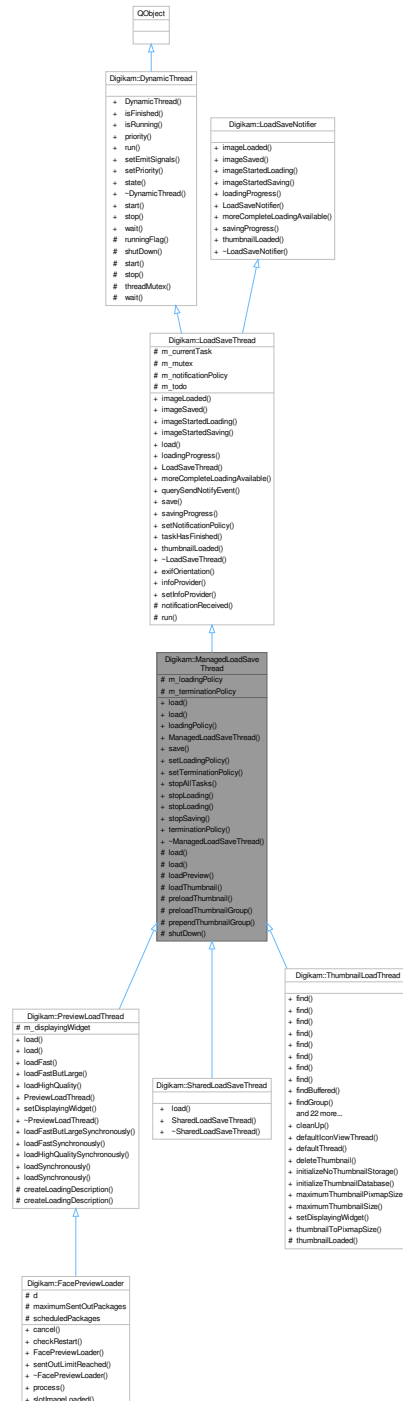 QObject
Digikam::DynamicThread
+ DynamicThread()
+ isFinished()
+ isRunning()
+ priority()
+ run()
+ setEmitSignals()
+ setPriority()
+ state()
+ ~DynamicThread()
+ start()
+ stop()
+ wait()
# runningFlag()
# shutDown()
# start()
# stop()
# threadMutex()
# wait()
Digikam::LoadSaveNotifier
+ imageLoaded()
+ imageSaved()
+ imageStartedLoading()
+ imageStartedSaving()
+ loadingProgress()
+ LoadSaveNotifier()
+ moreCompleteLoadingAvailable()
+ savingProgress()
+ thumbnailLoaded()
+ ~LoadSaveNotifier()
Digikam::LoadSaveThread
# m_currentTask
# m_mutex
# m_notificationPolicy
# m_todo
+ imageLoaded()
+ imageSaved()
+ imageStartedLoading()
+ imageStartedSaving()
+ load()
+ loadingProgress()
+ LoadSaveThread()
+ moreCompleteLoadingAvailable()
+ querySendNotifyEvent()
+ save()
+ savingProgress()
+ setNotificationPolicy()
+ taskHasFinished()
+ thumbnailLoaded()
+ ~LoadSaveThread()
+ exifOrientation()
+ infoProvider()
+ setInfoProvider()
# notificationReceived()
# run()
Digikam::ManagedLoadSave
Thread
# m_loadingPolicy
# m_terminationPolicy
+ load()
+ load()
+ loadingPolicy()
+ ManagedLoadSaveThread()
+ save()
+ setLoadingPolicy()
+ setTerminationPolicy()
+ stopAllTasks()
+ stopLoading()
+ stopLoading()
+ stopSaving()
+ terminationPolicy()
+ ~ManagedLoadSaveThread()
# load()
# load()
# loadPreview()
# loadThumbnail()
# preloadThumbnail()
# preloadThumbnailGroup()
# prependThumbnailGroup()
# shutDown()
Digikam::PreviewLoadThread
# m_displayingWidget
+ load()
+ load()
+ loadFast()
+ loadFastButLarge()
+ loadHighQuality()
+ PreviewLoadThread()
+ setDisplayingWidget()
+ ~PreviewLoadThread()
+ loadFastButLargeSynchronously()
+ loadFastSynchronously()
+ loadHighQualitySynchronously()
+ loadSynchronously()
+ loadSynchronously()
# createLoadingDescription()
# createLoadingDescription()
Digikam::SharedLoadSaveThread
+ load()
+ SharedLoadSaveThread()
+ ~SharedLoadSaveThread()
Digikam::ThumbnailLoadThread
+ find()
+ find()
+ find()
+ find()
+ find()
+ find()
+ find()
+ find()
+ findBuffered()
+ findGroup()
and 22 more...
+ cleanUp()
+ defaultIconViewThread()
+ defaultThread()
+ deleteThumbnail()
+ initializeNoThumbnailStorage()
+ initializeThumbnailDatabase()
+ maximumThumbnailPixmapSize()
+ maximumThumbnailSize()
+ setDisplayingWidget()
+ thumbnailToPixmapSize()
# thumbnailLoaded()
Digikam::FacePreviewLoader
# d
# maximumSentOutPackages
# scheduledPackages
+ cancel()
+ checkRestart()
+ FacePreviewLoader()
+ sentOutLimitReached()
+ ~FacePreviewLoader()
+ process()
+ slotImageLoaded()